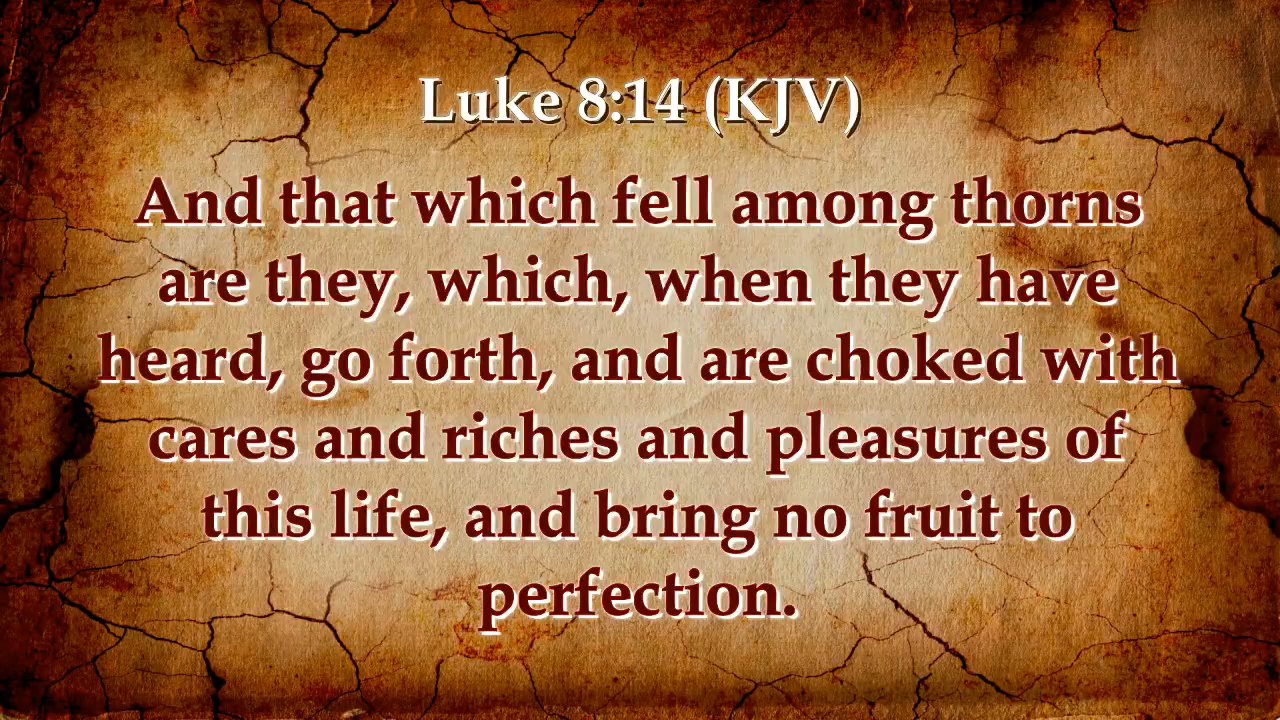 Luke 8:14 (KJV)
And that which fell among thorns
are they, which, when they have
heard, go forth, and are choked with
cares and riches and pleasures of
this life, and bring no fruit to
perfection.